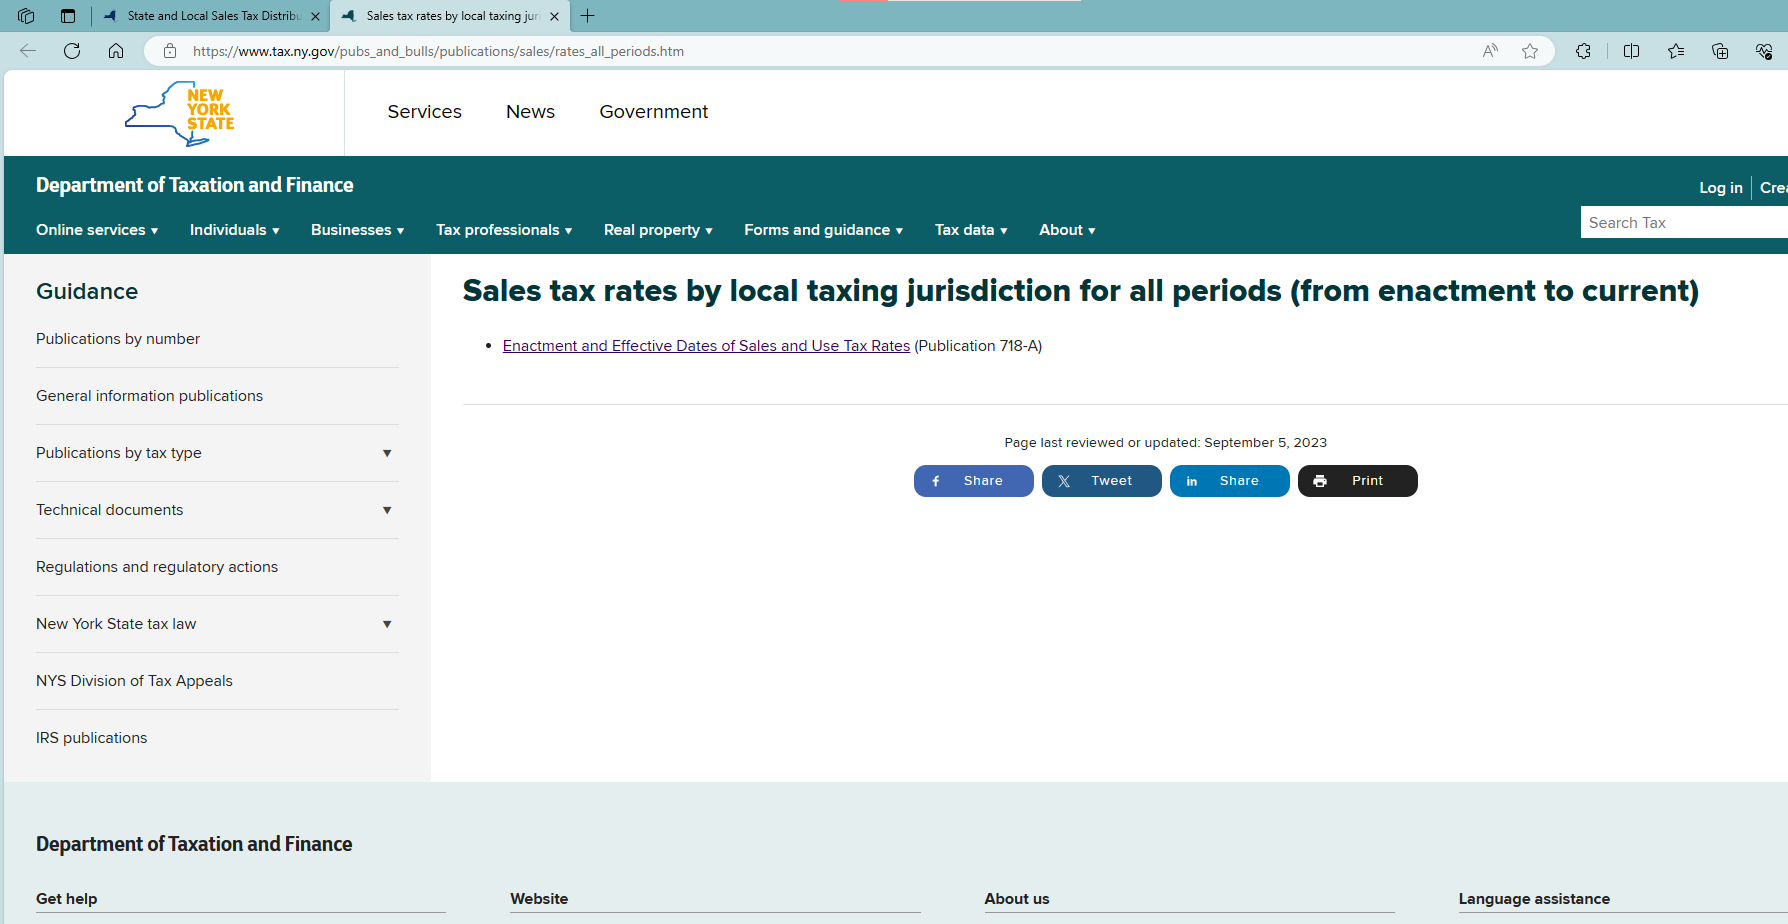 State and Local Sales Tax Distribu
Sales tax rates by local taxing juri
https://www.tax.ny.gov/pubs_and_bulls/publications/sales/rates_all_periods.htm
NEW
YORK
STATE
Services
News
Government
Department of Taxation and Finance
Log in
Crea
Online services
Individuals
Businesses
Tax professionals
Real property
Forms and guidance
Tax data
About
Search Tax
Guidance
Publications by number
General information publications
Publications by tax type
Technical documents
Regulations and regulatory actions
New York State tax law
NYS Division of Tax Appeals
IRS publications
Sales tax rates by local taxing jurisdiction for all periods (from enactment to current)
Enactment and Effective Dates of Sales and Use Tax Rates (Publication 718-A)
Page last reviewed or updated: September 5, 2023
Share
Tweet
Share
Print
Department of Taxation and Finance
Get help
Website
About us
Language assistance